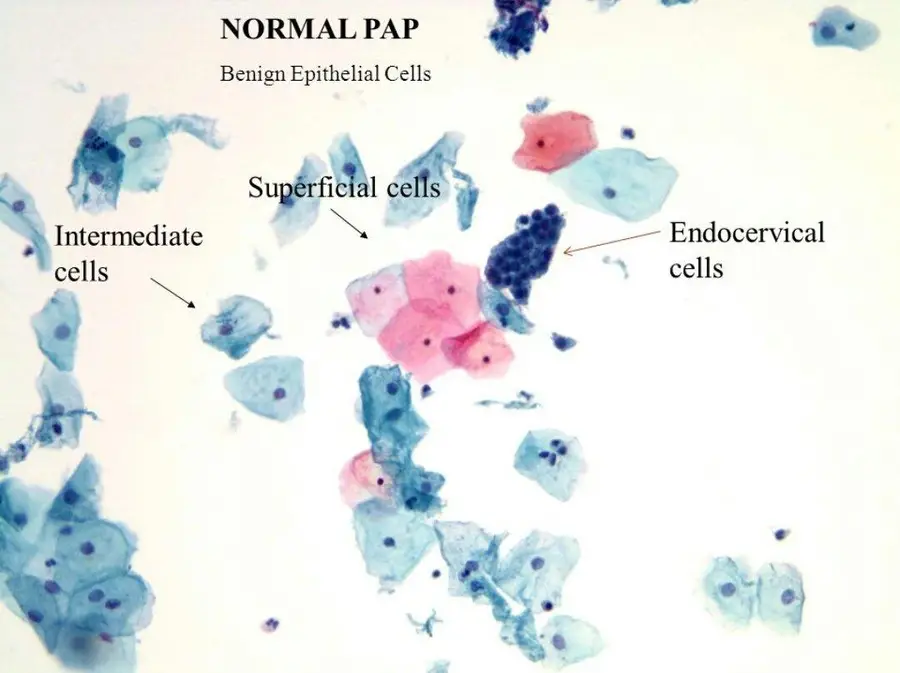 NORMAL PAP
Benign Epithelial Cells
Superficial cells
Intermediate
cells
Endocervical
cells